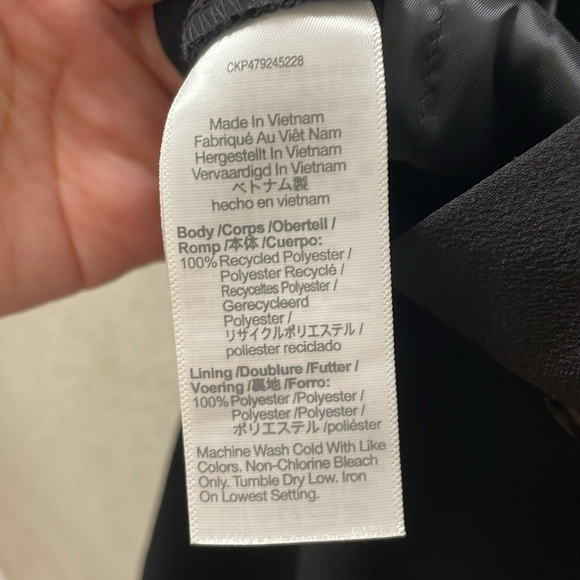 CKP479245228
Made In Vietnam
Fabriqué Au Viêt Nam
Hergestellt In Vietnam
Vervaardigd In Vietnam
ベトナム製
hecho en vietnam
Body /Corps /Oberteil /
Romp /本体 /Cuerpo:
100% Recycled Polyester /
Polyester Recyclé /
Recyceltes Polyester /
Gerecycleerd
Polyester /
リサイクルポリエステル /
poliester reciclado
Lining /Doublure /Futter /
Voering /裏地 /Forro:
100% Polyester /Polyester /
Polyester /Polyester /
ポリエステル /poliéster
Machine Wash Cold With Like
Colors. Non-Chlorine Bleach
Only. Tumble Dry Low. Iron
On Lowest Setting.